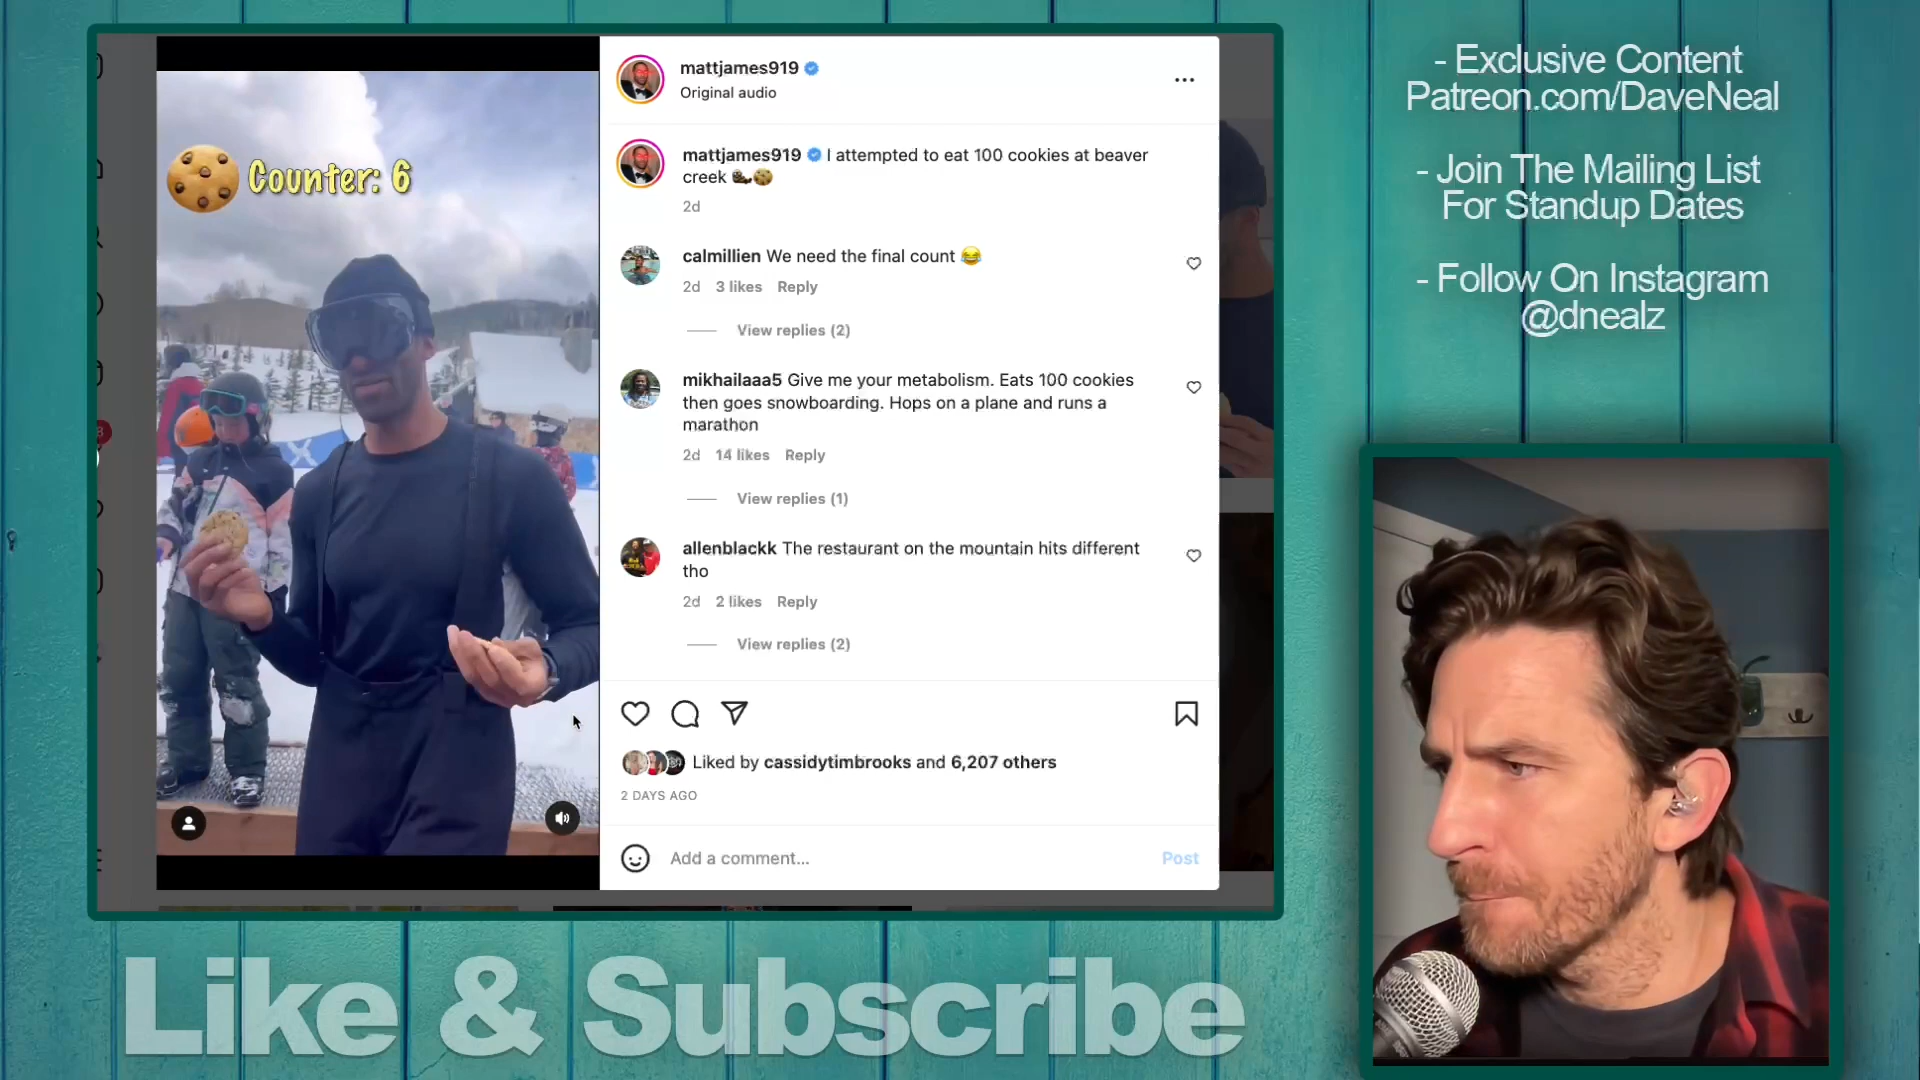 Counter: 6
mattjames919
Original audio
mattjames919 I attempted to eat 100 cookies at beaver
creek
2d
calmillien We need the final count 😂
2d 3 likes Reply
View replies (2)
mikhailaaa5 Give me your metabolism. Eats 100 cookies
then goes snowboarding. Hops on a plane and runs a
marathon
2d 14 likes Reply
View replies (1)
allenblackk The restaurant on the mountain hits different
tho
2d 2 likes Reply
View replies (2)
Liked by cassidytimbrooks and 6,207 others
2 DAYS AGO
Add a comment...
Post
- Exclusive Content
Patreon.com/DaveNeal
- Join The Mailing List
For Standup Dates
- Follow On Instagram
@dnealz
Like & Subscribe